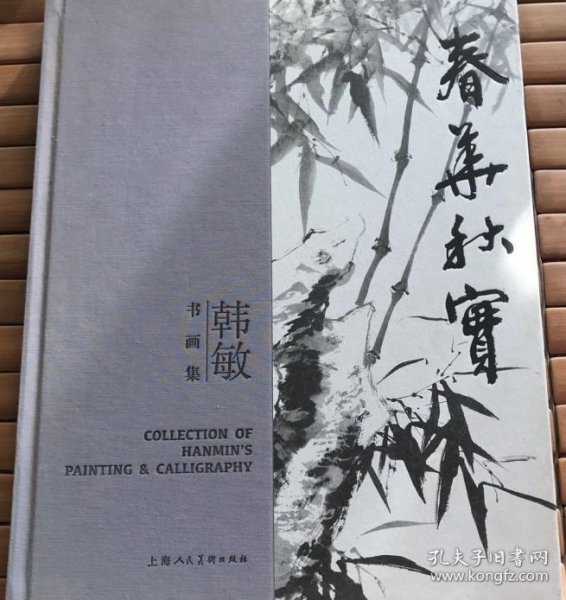 春華秋實
韩敏
书画集
COLLECTION OF
HANMIN'S
PAINTING & CALLIGRAPHY
上海人民美術出版社
孔夫子旧书网
www.kongfz.com